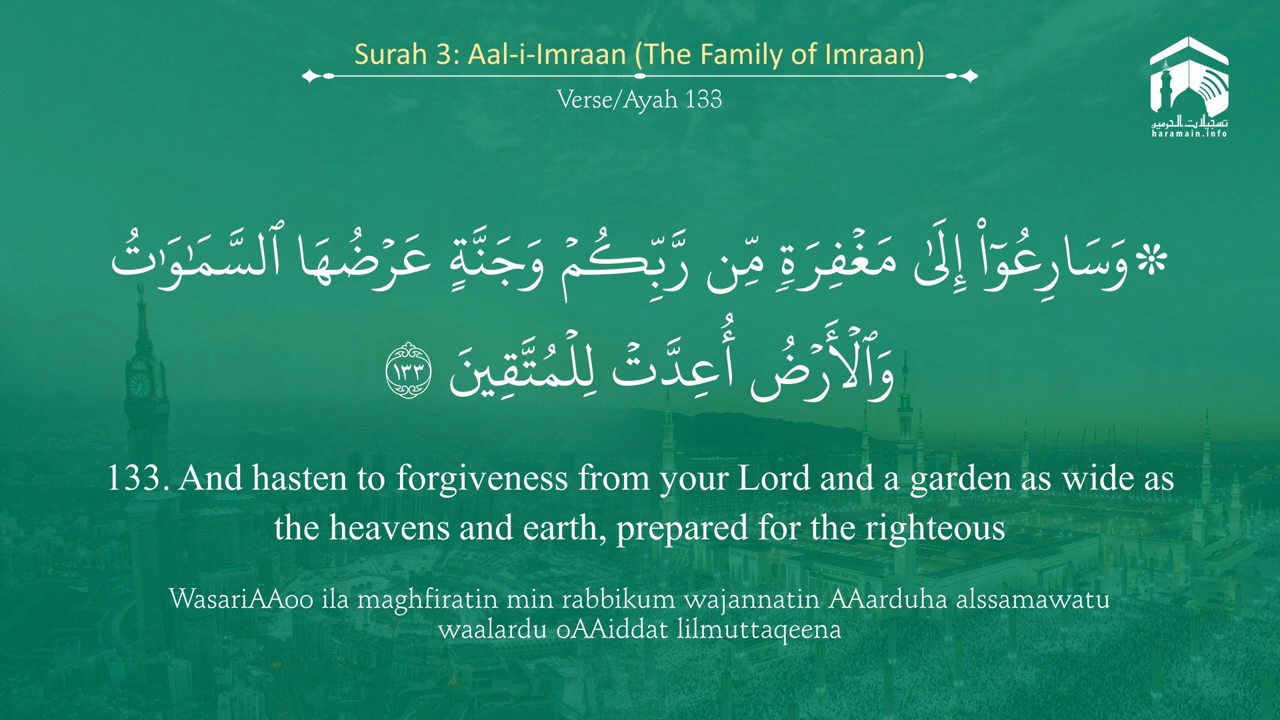 Surah 3: Aal-i-Imraan (The Family of Imraan)
Verse/Ayah 133
تسجيلات الحرمين
haramain.info
۞وَسَارِعُوٓا۟ إِلَىٰ مَغْفِرَةٍ مِّن رَّبِّكُمْ وَجَنَّةٍ عَرْضُهَا ٱلسَّمَـٰوَٰتُ
وَٱلْأَرْضُ أُعِدَّتْ لِلْمُتَّقِينَ ١٣٣
133. And hasten to forgiveness from your Lord and a garden as wide as
the heavens and earth, prepared for the righteous
WasariAAoo ila maghfiratin min rabbikum wajannatin AAarduha alssamawatu
waalardu oAAiddat lilmuttaqeena